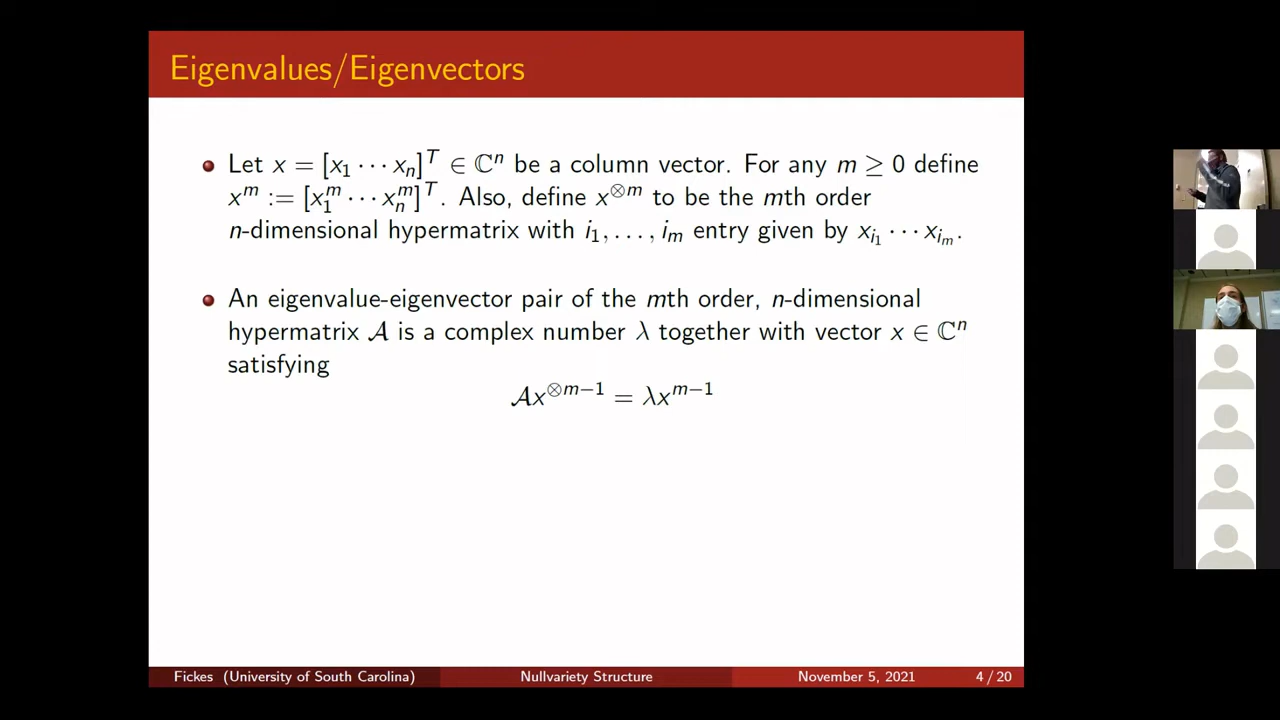 Eigenvalues/Eigenvectors
Let x = [x₁ ⋯ xₙ]ᵀ ∈ ℂⁿ be a column vector. For any m ≥ 0 define
xᵐ := [x₁ᵐ ⋯ xₙᵐ]ᵀ. Also, define x^{⊗m} to be the mth order
n-dimensional hypermatrix with i₁, . . . , iₘ entry given by x_{i₁} ⋯ x_{iₘ}.
An eigenvalue-eigenvector pair of the mth order, n-dimensional
hypermatrix 𝒜 is a complex number λ together with vector x ∈ ℂⁿ
satisfying
𝒜x^{⊗m−1} = λx^{m−1}
Fickes (University of South Carolina) Nullvariety Structure November 5, 2021 4 / 20